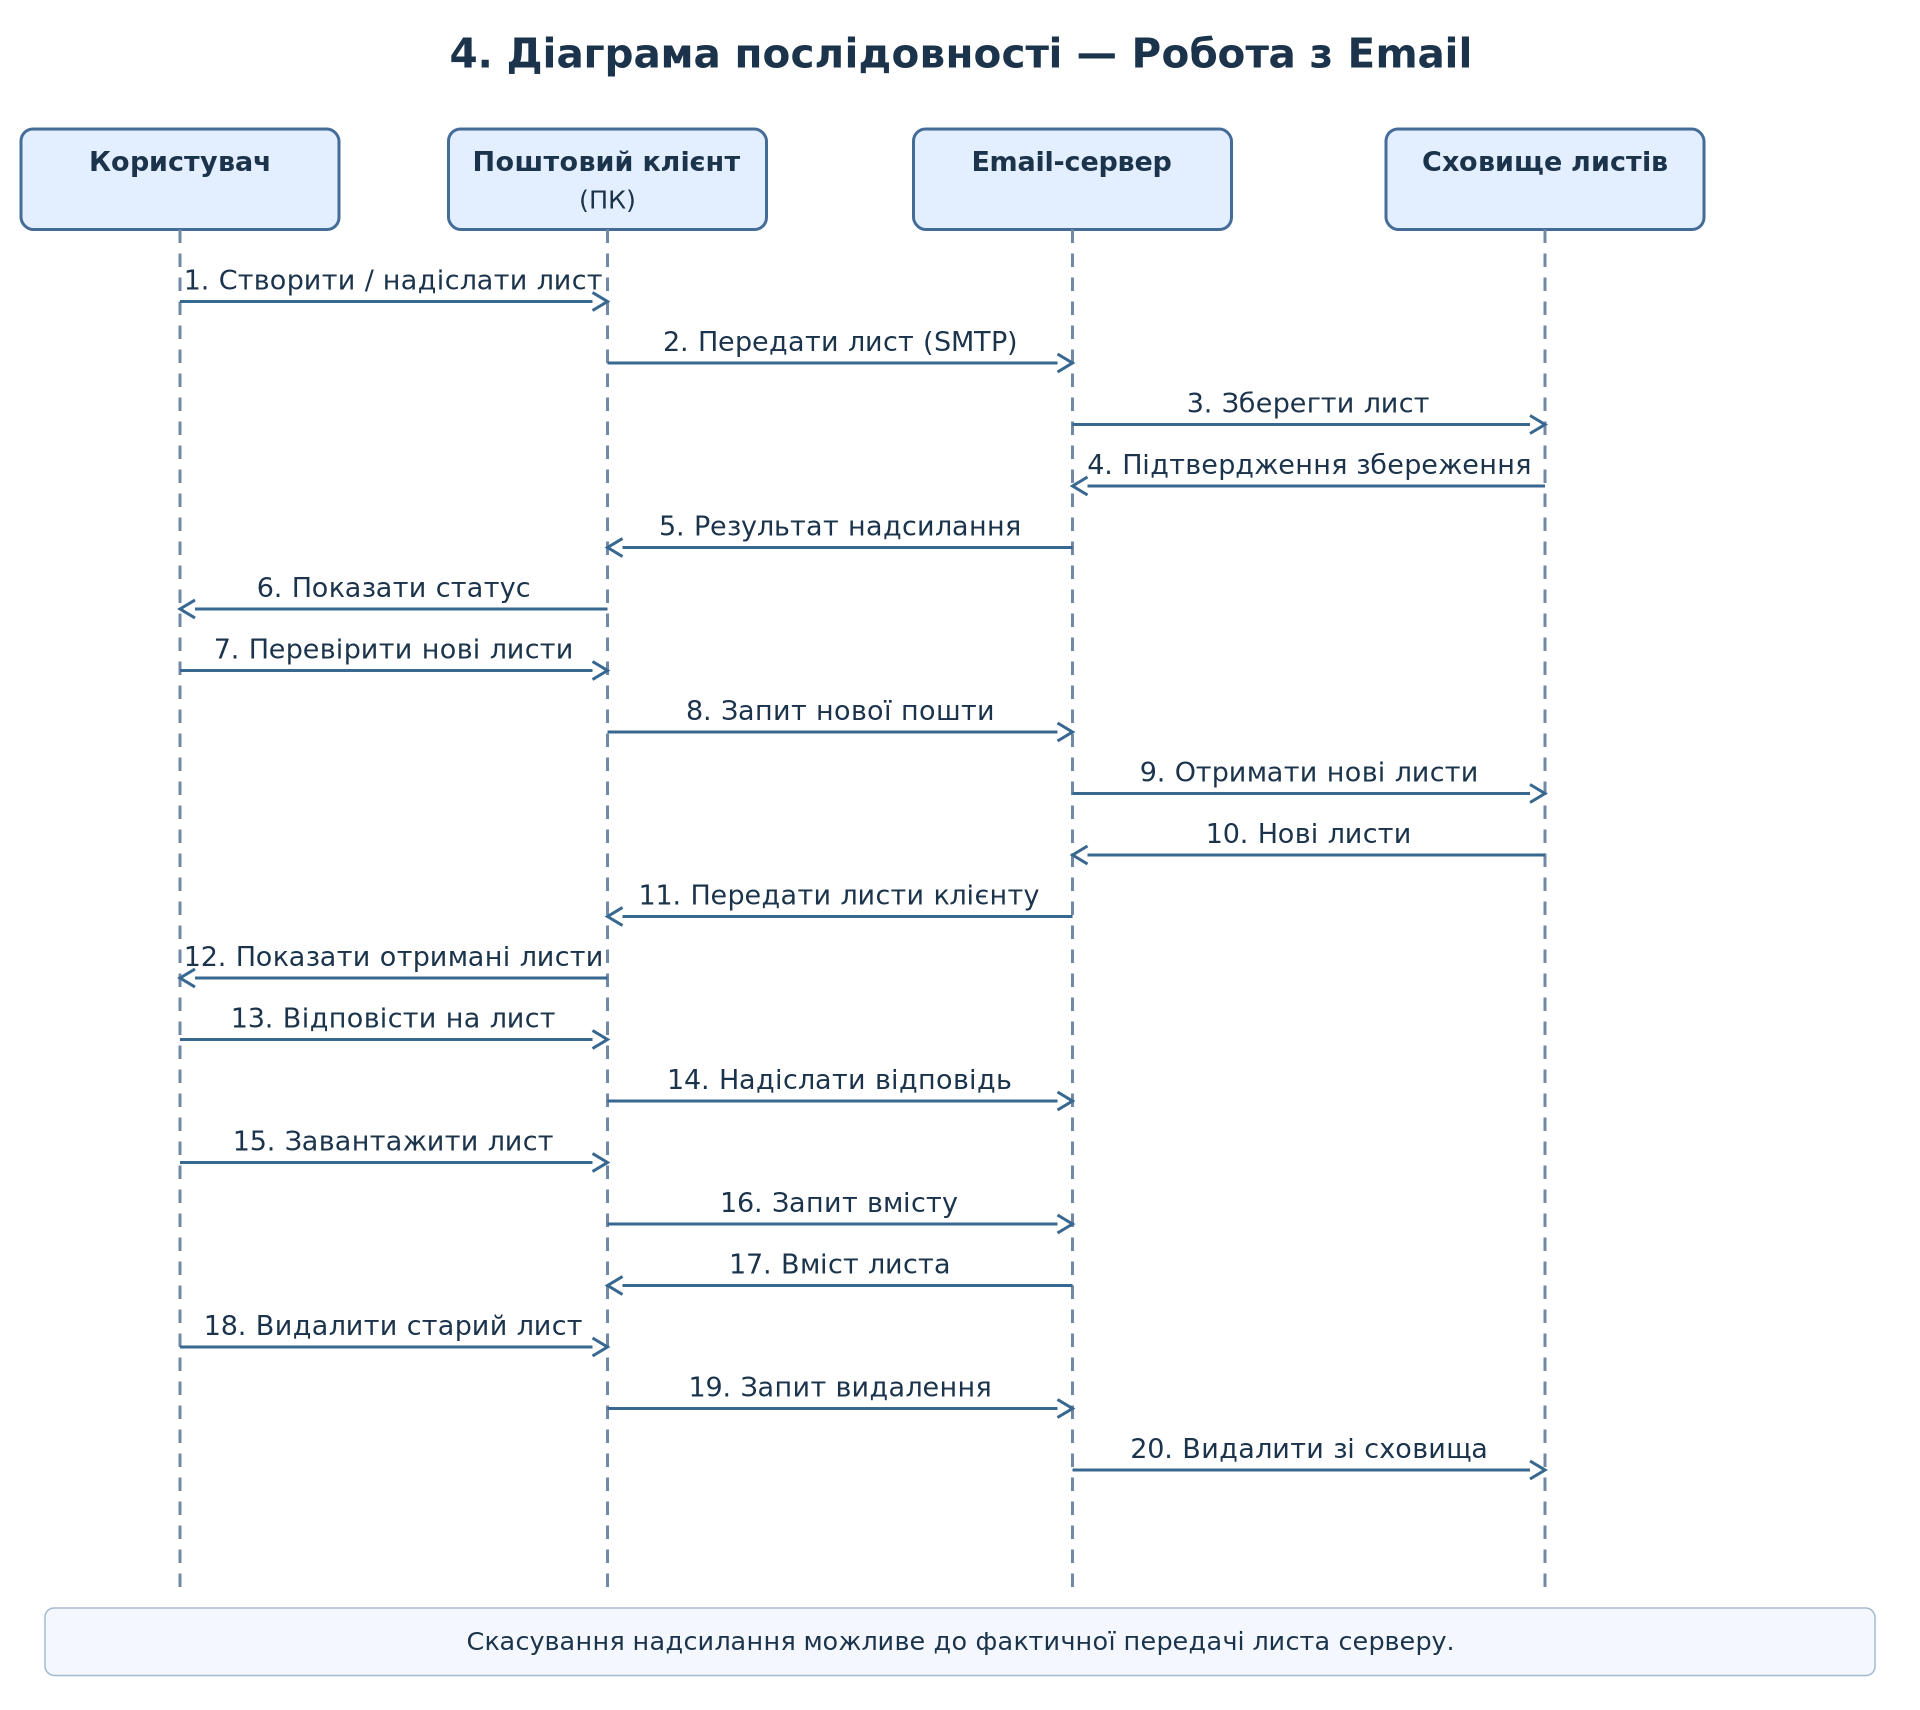 4. Діаграма послідовності — Робота з Email
Користувач
Поштовий клієнт
(ПК)
Email-сервер
Сховище листів
1. Створити / надіслати лист
2. Передати лист (SMTP)
3. Зберегти лист
4. Підтвердження збереження
5. Результат надсилання
6. Показати статус
7. Перевірити нові листи
8. Запит нової пошти
9. Отримати нові листи
10. Нові листи
11. Передати листи клієнту
12. Показати отримані листи
13. Відповісти на лист
14. Надіслати відповідь
15. Завантажити лист
16. Запит вмісту
17. Вміст листа
18. Видалити старий лист
19. Запит видалення
20. Видалити зі сховища
Скасування надсилання можливе до фактичної передачі листа серверу.